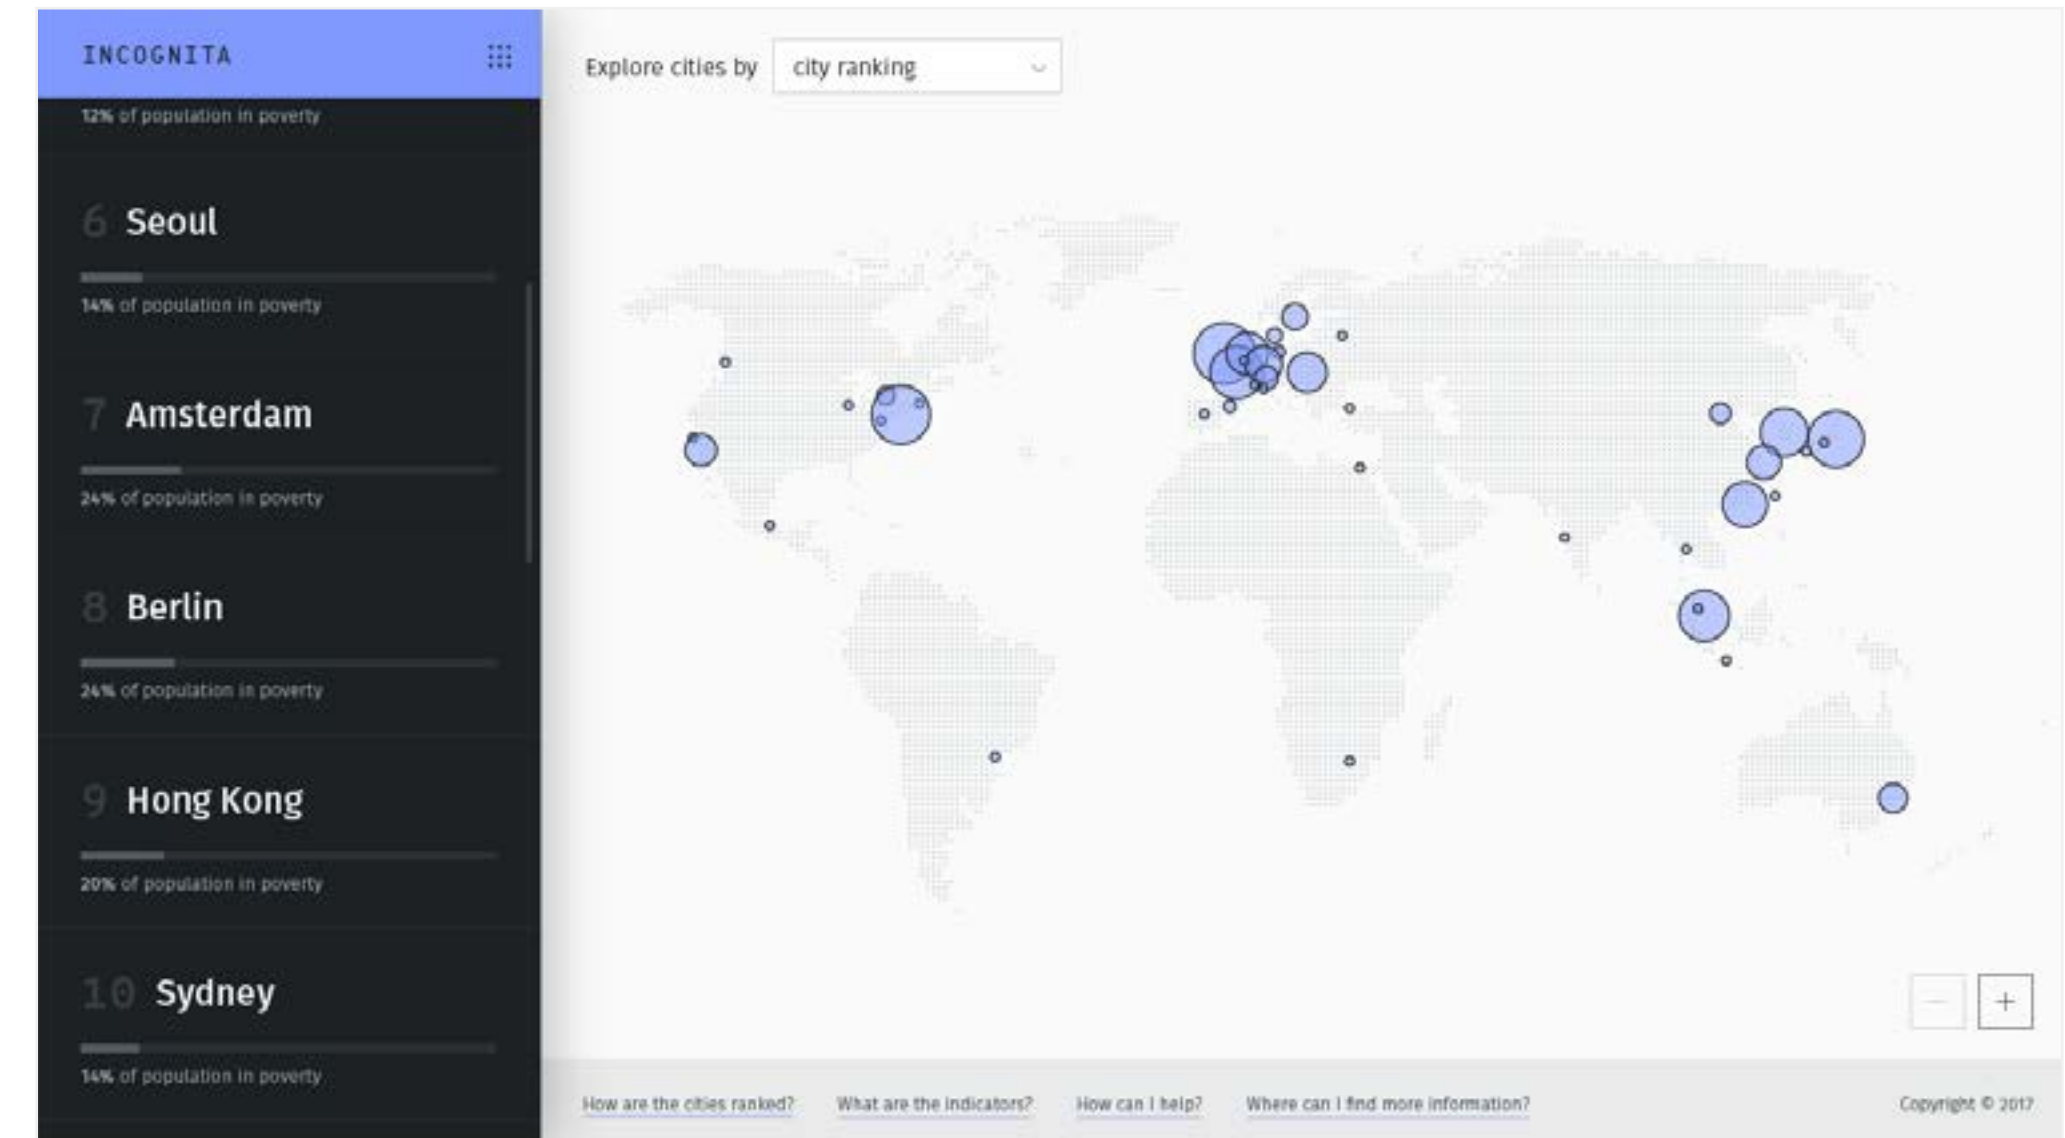 INCOGNITA
12% of population in poverty
6 Seoul
14% of population in poverty
7 Amsterdam
24% of population in poverty
8 Berlin
24% of population in poverty
9 Hong Kong
20% of population in poverty
10 Sydney
14% of population in poverty
Explore cities by city ranking
How are the cities ranked? What are the indicators? How can I help? Where can I find more information? Copyright © 2017